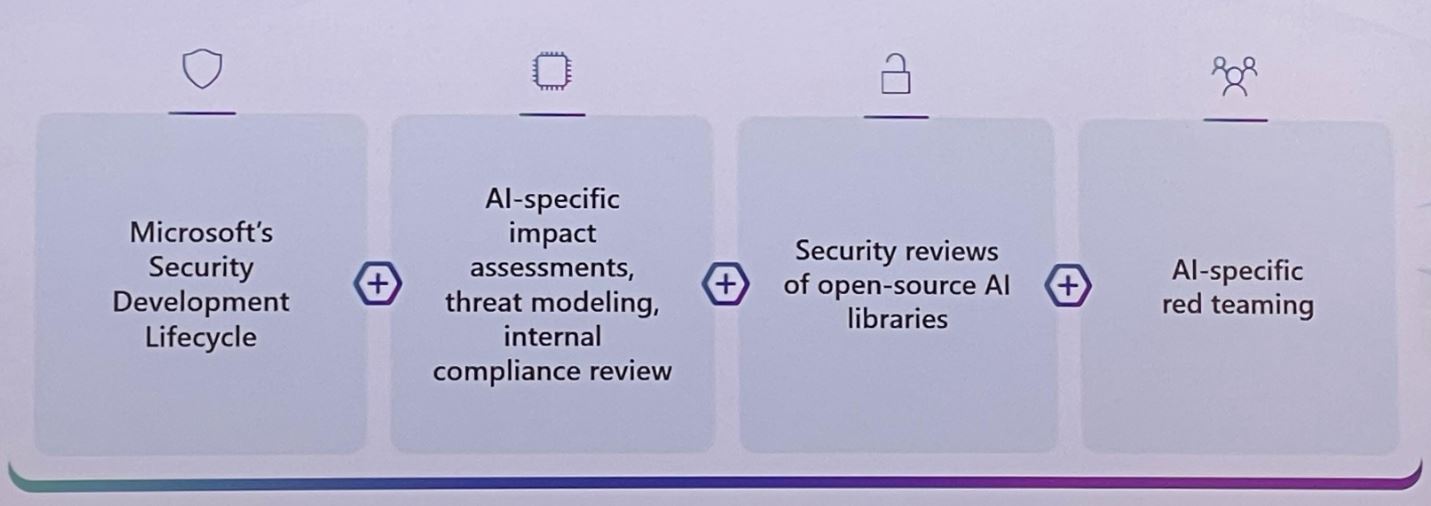 Microsoft's
Security
Development
Lifecycle
+
AI-specific
impact
assessments,
threat modeling,
internal
compliance review
+
Security reviews
of open-source AI
libraries
+
AI-specific
red teaming